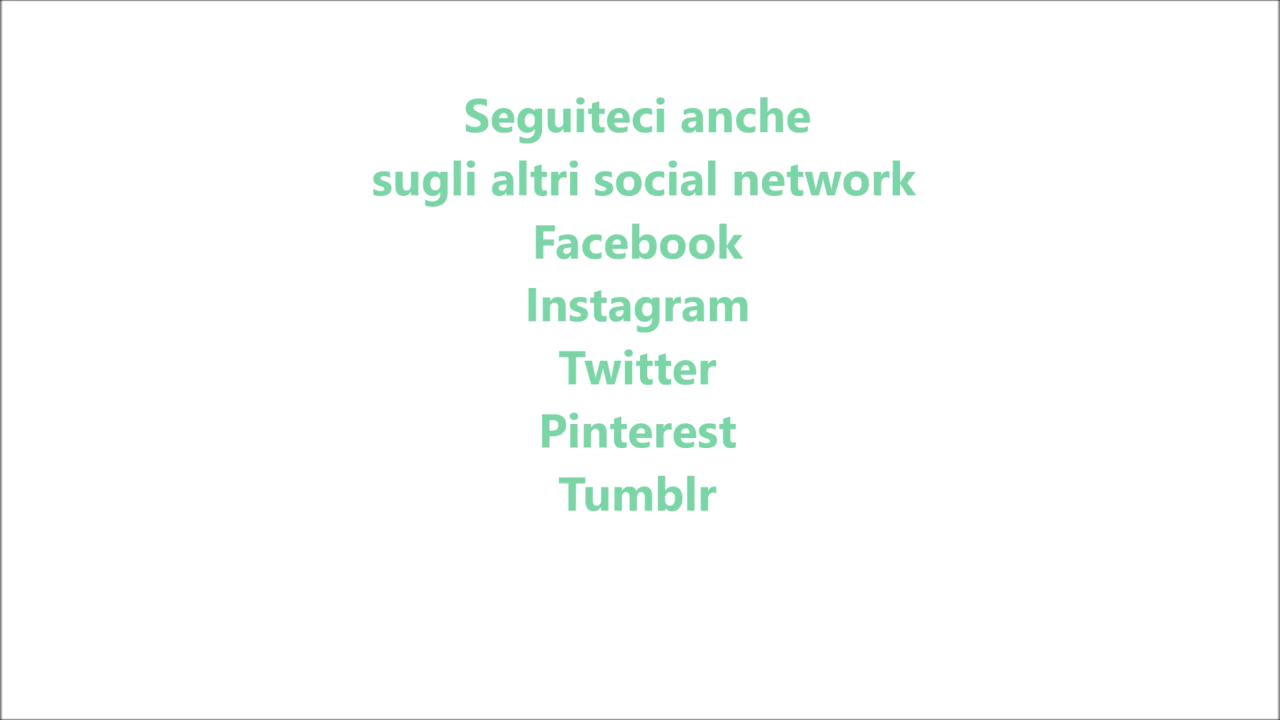 Seguiteci anche
sugli altri social network
Facebook
Instagram
Twitter
Pinterest
Tumblr